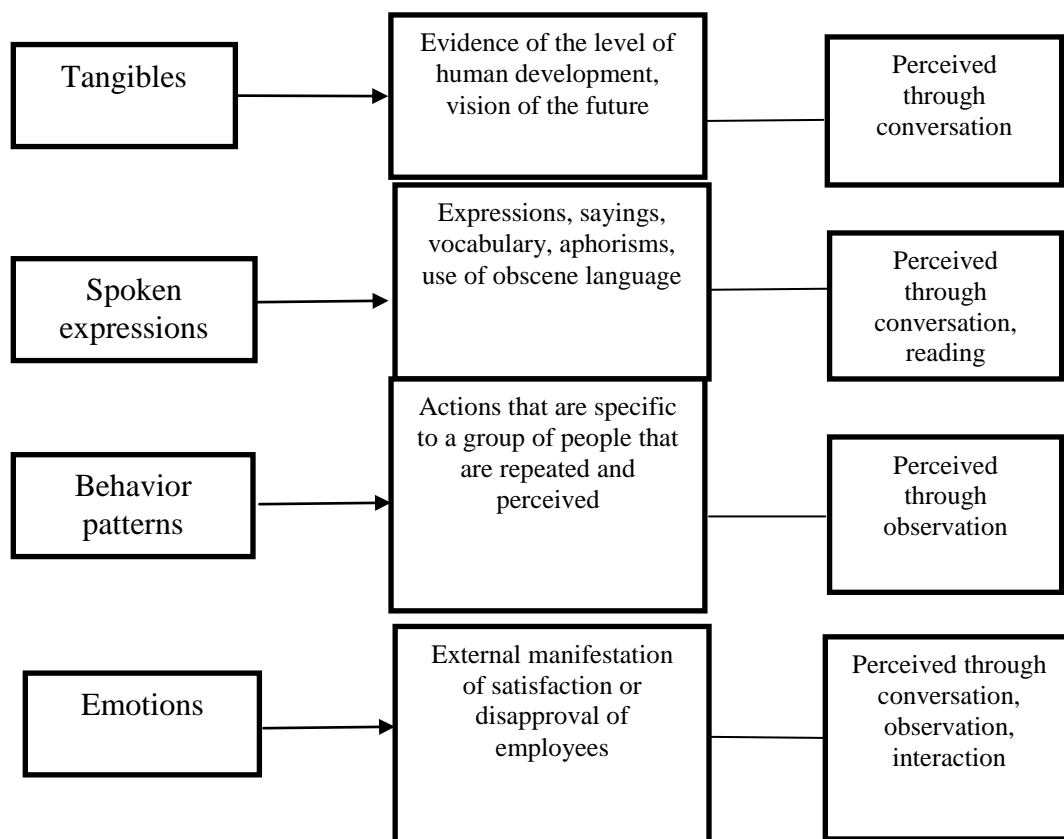 Tangibles
Evidence of the level of
human development,
vision of the future
Perceived
through
conversation
Spoken
expressions
Expressions, sayings,
vocabulary, aphorisms,
use of obscene language
Perceived
through
conversation,
reading
Behavior
patterns
Actions that are specific
to a group of people that
are repeated and
perceived
Perceived
through
observation
Emotions
External manifestation
of satisfaction or
disapproval of
employees
Perceived through
conversation,
observation,
interaction